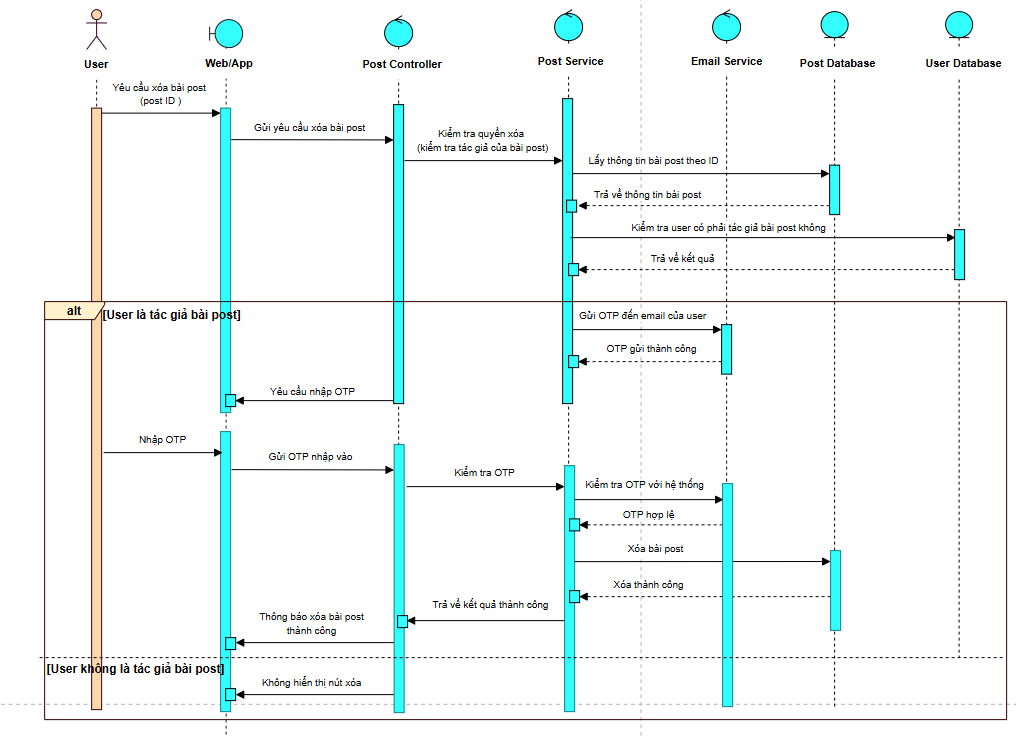 User
Web/App
Post Controller
Post Service
Email Service
Post Database
User Database
Yêu cầu xóa bài post
(post ID )
Gửi yêu cầu xóa bài post
Kiểm tra quyền xóa
(kiểm tra tác giả của bài post)
Lấy thông tin bài post theo ID
Trả về thông tin bài post
Kiểm tra user có phải tác giả bài post không
Trả về kết quả
alt
[User là tác giả bài post]
Gửi OTP đến email của user
OTP gửi thành công
Yêu cầu nhập OTP
Nhập OTP
Gửi OTP nhập vào
Kiểm tra OTP
Kiểm tra OTP với hệ thống
OTP hợp lệ
Xóa bài post
Xóa thành công
Trả về kết quả thành công
Thông báo xóa bài post
thành công
[User không là tác giả bài post]
Không hiển thị nút xóa